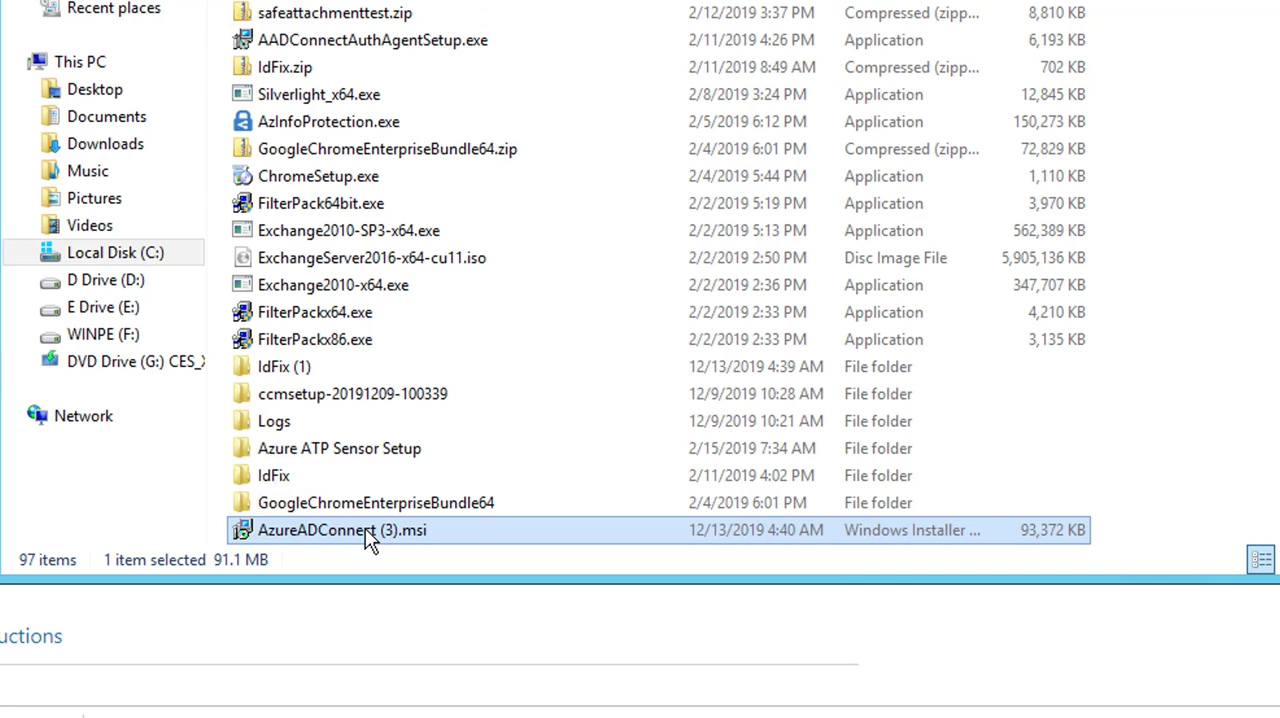 Recent places
This PC
Desktop
Documents
Downloads
Music
Pictures
Videos
Local Disk (C:)
D Drive (D:)
E Drive (E:)
WINPE (F:)
DVD Drive (G:) CES_
Network
safeattachmenttest.zip 2/12/2019 3:37 PM Compressed (zipp... 8,810 KB
AADConnectAuthAgentSetup.exe 2/11/2019 4:26 PM Application 6,193 KB
IdFix.zip 2/11/2019 8:49 AM Compressed (zipp... 702 KB
Silverlight_x64.exe 2/8/2019 3:24 PM Application 12,845 KB
AzInfoProtection.exe 2/5/2019 6:12 PM Application 150,273 KB
GoogleChromeEnterpriseBundle64.zip 2/4/2019 6:01 PM Compressed (zipp... 72,829 KB
ChromeSetup.exe 2/4/2019 5:44 PM Application 1,110 KB
FilterPack64bit.exe 2/2/2019 5:19 PM Application 3,970 KB
Exchange2010-SP3-x64.exe 2/2/2019 5:13 PM Application 562,389 KB
ExchangeServer2016-x64-cu11.iso 2/2/2019 2:50 PM Disc Image File 5,905,136 KB
Exchange2010-x64.exe 2/2/2019 2:36 PM Application 347,707 KB
FilterPackx64.exe 2/2/2019 2:33 PM Application 4,210 KB
FilterPackx86.exe 2/2/2019 2:33 PM Application 3,135 KB
IdFix (1) 12/13/2019 4:39 AM File folder
ccmsetup-20191209-100339 12/9/2019 10:28 AM File folder
Logs 12/9/2019 10:21 AM File folder
Azure ATP Sensor Setup 2/15/2019 7:34 AM File folder
IdFix 2/11/2019 4:02 PM File folder
GoogleChromeEnterpriseBundle64 2/4/2019 6:01 PM File folder
AzureADConnect (3).msi 12/13/2019 4:40 AM Windows Installer ... 93,372 KB
97 items 1 item selected 91.1 MB
uctions